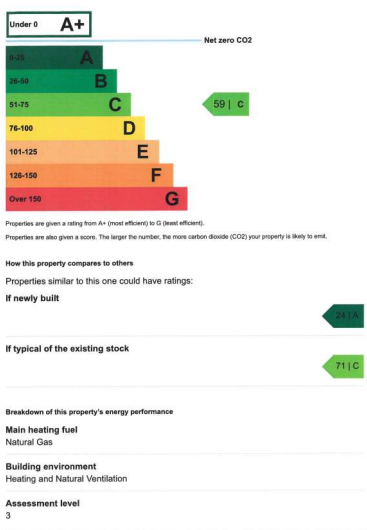 Under 0 A+
Net zero CO2
0-25 A
26-50 B
51-75 C
59 | C
76-100 D
101-125 E
126-150 F
Over 150 G
Properties are given a rating from A+ (most efficient) to G (least efficient).
Properties are also given a score. The larger the number, the more carbon dioxide (CO2) your property is likely to emit.
How this property compares to others
Properties similar to this one could have ratings:
If newly built
24 | A
If typical of the existing stock
71 | C
Breakdown of this property's energy performance
Main heating fuel
Natural Gas
Building environment
Heating and Natural Ventilation
Assessment level
3